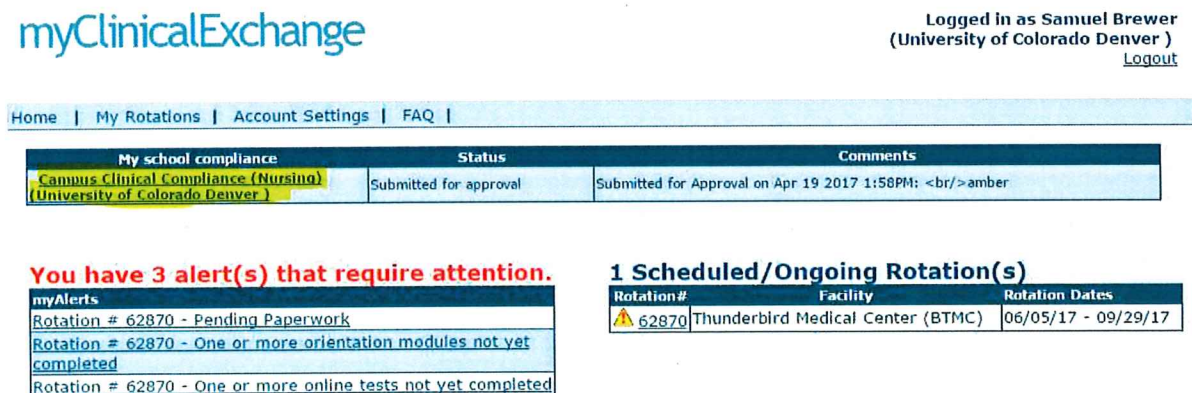 myClinicalExchange
Logged in as Samuel Brewer
(University of Colorado Denver )
Logout
Home | My Rotations | Account Settings | FAQ |
My school compliance Status Comments
Campus Clinical Compliance (Nursing)
(University of Colorado Denver )
Submitted for approval
Submitted for Approval on Apr 19 2017 1:58PM: <br/>amber
You have 3 alert(s) that require attention.
myAlerts
Rotation # 62870 - Pending Paperwork
Rotation # 62870 - One or more orientation modules not yet
completed
Rotation # 62870 - One or more online tests not yet completed
1 Scheduled/Ongoing Rotation(s)
Rotation# Facility Rotation Dates
62870 Thunderbird Medical Center (BTMC) 06/05/17 - 09/29/17